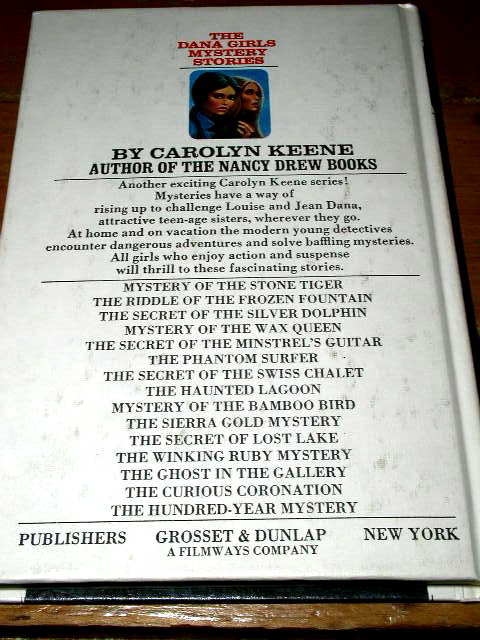 THE
DANA GIRLS
MYSTERY
STORIES
BY CAROLYN KEENE
AUTHOR OF THE NANCY DREW BOOKS
Another exciting Carolyn Keene series!
Mysteries have a way of
rising up to challenge Louise and Jean Dana,
attractive teen-age sisters, wherever they go.
At home and on vacation the modern young detectives
encounter dangerous adventures and solve baffling mysteries.
All girls who enjoy action and suspense
will thrill to these fascinating stories.
MYSTERY OF THE STONE TIGER
THE RIDDLE OF THE FROZEN FOUNTAIN
THE SECRET OF THE SILVER DOLPHIN
MYSTERY OF THE WAX QUEEN
THE SECRET OF THE MINSTREL'S GUITAR
THE PHANTOM SURFER
THE SECRET OF THE SWISS CHALET
THE HAUNTED LAGOON
MYSTERY OF THE BAMBOO BIRD
THE SIERRA GOLD MYSTERY
THE SECRET OF LOST LAKE
THE WINKING RUBY MYSTERY
THE GHOST IN THE GALLERY
THE CURIOUS CORONATION
THE HUNDRED-YEAR MYSTERY
PUBLISHERS GROSSET & DUNLAP NEW YORK
A FILMWAYS COMPANY